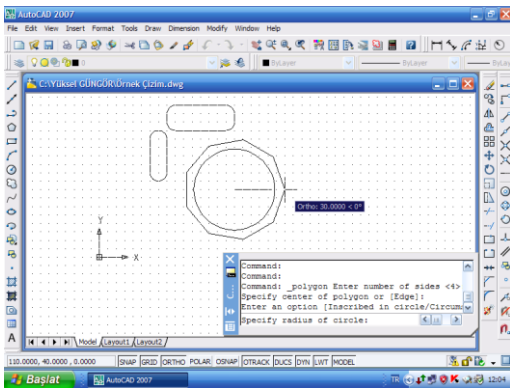 AutoCAD 2007
File Edit View Insert Format Tools Draw Dimension Modify Window Help
0 ByLayer ByLayer ByLayer
C:\Yüksel GÜNGÖR\Örnek Çizim.dwg
Ortho: 30.0000 < 0°
Y
X
Command:
Command:
Command: _polygon Enter number of sides <4>
Specify center of polygon or [Edge]:
Enter an option [Inscribed in circle/Circum
Specify radius of circle:
Model Layout1 Layout2
110.0000, 40.0000 , 0.0000 SNAP GRID ORTHO POLAR OSNAP OTRACK DUCS DYN LWT MODEL
Başlat AutoCAD 2007 TR 12:04